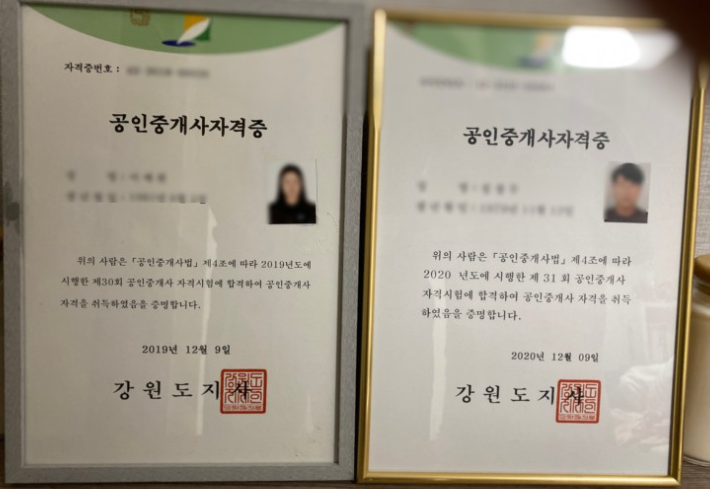 자격증번호 :
공인중개사자격증
위의 사람은 「공인중개사법」 제4조에 따라 2019년도에
시행한 제30회 공인중개사 자격시험에 합격하여 공인중개사
자격을 취득하였음을 증명합니다.
2019년 12월 9일
강원도지사
공인중개사자격증
위의 사람은 「공인중개사법」 제4조에 따라
2020 년도에 시행한 제 31 회 공인중개사
자격시험에 합격하여 공인중개사 자격을 취득
하였음을 증명합니다.
2020년 12월 09일
강원도지사